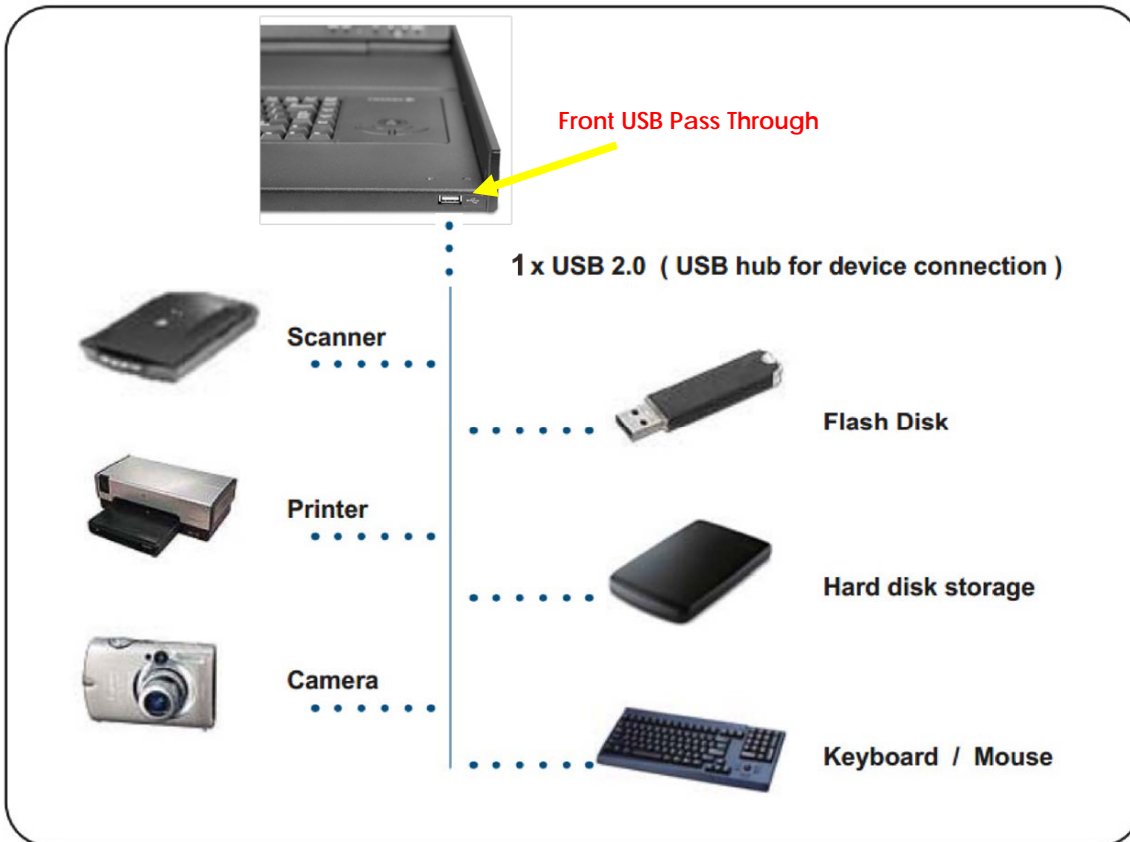 Front USB Pass Through
1 x USB 2.0 ( USB hub for device connection )
Scanner
Flash Disk
Printer
Hard disk storage
Camera
Keyboard / Mouse